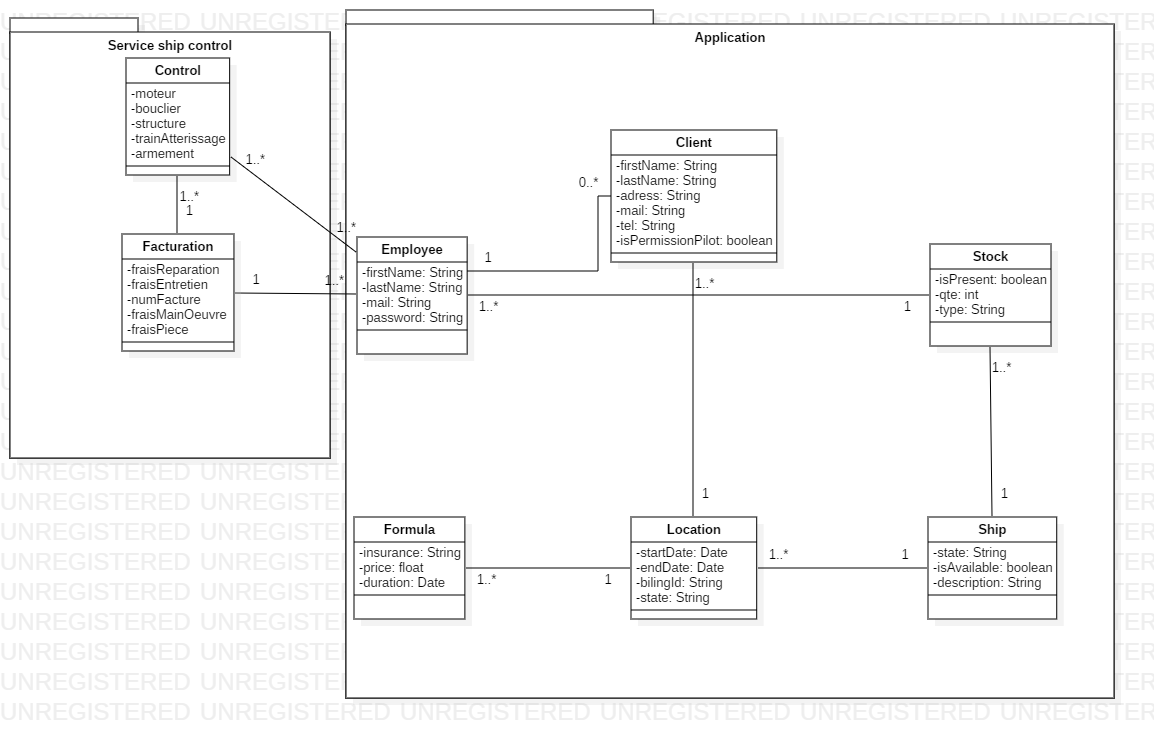 Service ship control
Control
-moteur
-bouclier
-structure
-trainAtterissage
-armement
1..*
1..*
1
Facturation
-fraisReparation
-fraisEntretien
-numFacture
-fraisMainOeuvre
-fraisPiece
1
1..*
1..*
Application
Employee
-firstName: String
-lastName: String
-mail: String
-password: String
1
0..*
1..*
1
Client
-firstName: String
-lastName: String
-adress: String
-mail: String
-tel: String
-isPermissionPilot: boolean
1..*
1
Stock
-isPresent: boolean
-qte: int
-type: String
1..*
1
Formula
-insurance: String
-price: float
-duration: Date
1..*
1
Location
-startDate: Date
-endDate: Date
-bilingId: String
-state: String
1..*
1
Ship
-state: String
-isAvailable: boolean
-description: String
UNREGISTERED UNREGISTERED UNREGISTERED UNREGISTERED UNREGISTERED UNREGISTERED